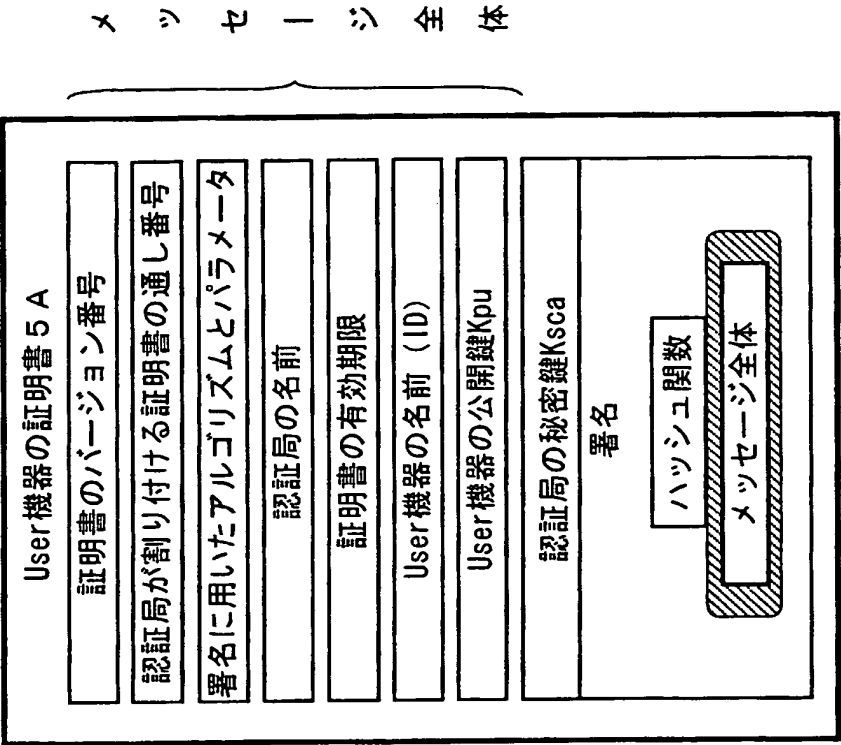 User機器の証明書5A
証明書のバージョン番号
認証局が割り付ける証明書の通し番号
署名に用いたアルゴリズムとパラメータ
認証局の名前
証明書の有効期限
User機器の名前 (ID)
User機器の公開鍵Kpu
認証局の秘密鍵Ksca
署名
ハッシュ関数
メッセージ全体
メッセージ全体